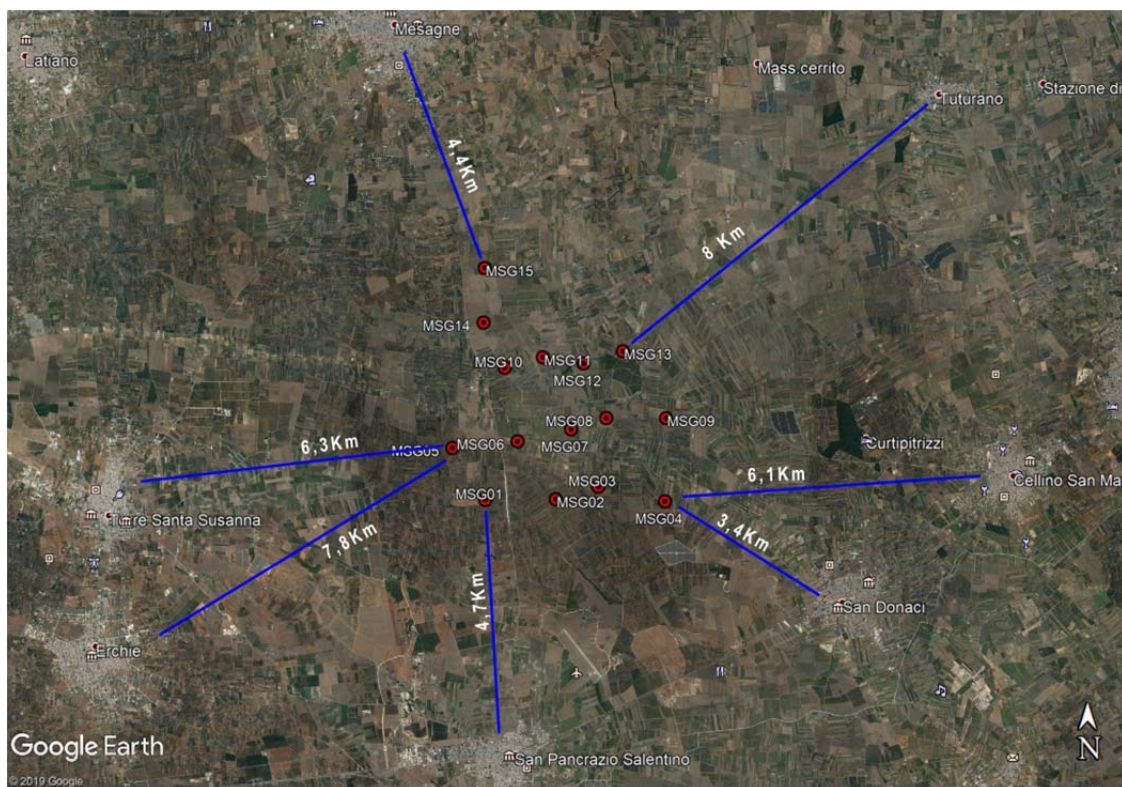 Mesagne
Latiano
Mass.cerrito
Stazione di
Tuturano
4,4Km
8 Km
MSG15
MSG14
MSG13
MSG11
MSG10
MSG12
MSG08
MSG09
MSG07
MSG06
MSG05
Curtipitrizzi
6,3Km
6,1Km
Cellino San Ma
MSG03
MSG01
MSG02
MSG04
Torre Santa Susanna
7,8Km
3,4Km
4,7Km
San Donaci
Erchie
Google Earth
N
San Pancrazio Salentino
© 2019 Google